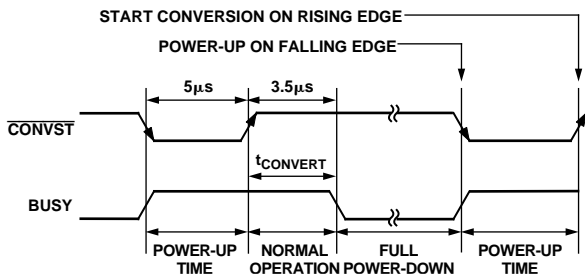 START CONVERSION ON RISING EDGE
POWER-UP ON FALLING EDGE
5μs
3.5μs
CONVST
tCONVERT
BUSY
POWER-UP TIME
NORMAL OPERATION
FULL POWER-DOWN
POWER-UP TIME